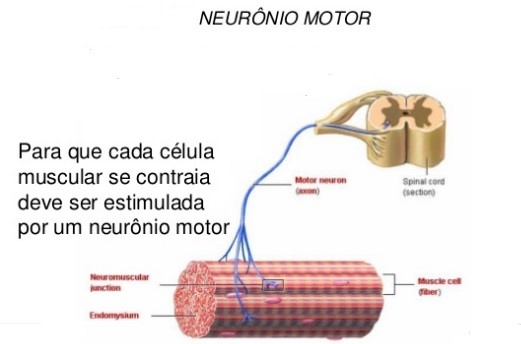 NEURÔNIO MOTOR
Para que cada célula
muscular se contraia
deve ser estimulada
por um neurônio motor
Motor neuron
(axon)
Spinal cord
(section)
Neuromuscular
junction
Endomysium
Muscle cell
(fiber)